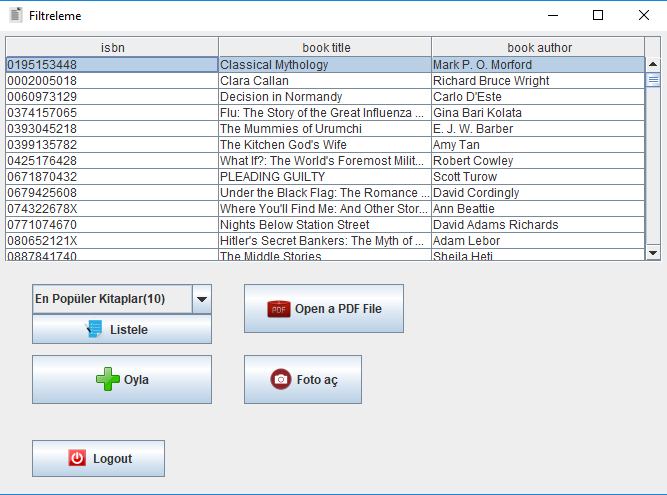 Filtreleme
isbn book title book author
0195153448 Classical Mythology Mark P. O. Morford
0002005018 Clara Callan Richard Bruce Wright
0060973129 Decision in Normandy Carlo D'Este
0374157065 Flu: The Story of the Great Influenza ... Gina Bari Kolata
0393045218 The Mummies of Urumchi E. J. W. Barber
0399135782 The Kitchen God's Wife Amy Tan
0425176428 What If?: The World's Foremost Milit... Robert Cowley
0671870432 PLEADING GUILTY Scott Turow
0679425608 Under the Black Flag: The Romance ... David Cordingly
074322678X Where You'll Find Me: And Other Stor... Ann Beattie
0771074670 Nights Below Station Street David Adams Richards
080652121X Hitler's Secret Bankers: The Myth of ... Adam Lebor
0887841740 The Middle Stories Sheila Heti
En Popüler Kitaplar(10)
PDF Open a PDF File
Listele
Oyla
Foto aç
Logout